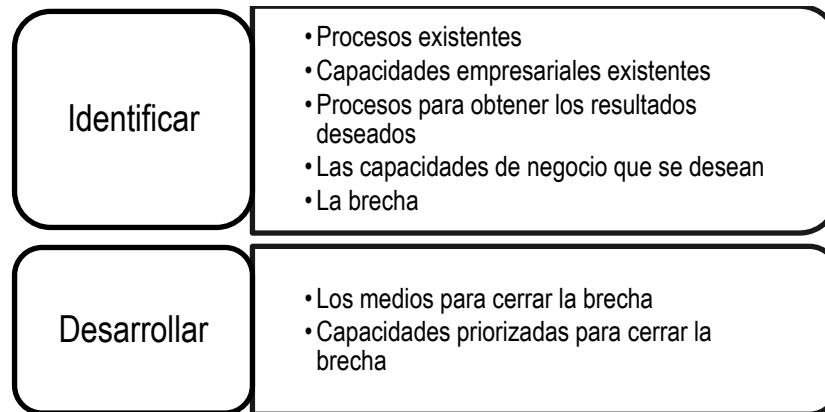 Identificar
• Procesos existentes
• Capacidades empresariales existentes
• Procesos para obtener los resultados
deseados
• Las capacidades de negocio que se desean
• La brecha
Desarrollar
• Los medios para cerrar la brecha
• Capacidades priorizadas para cerrar la
brecha